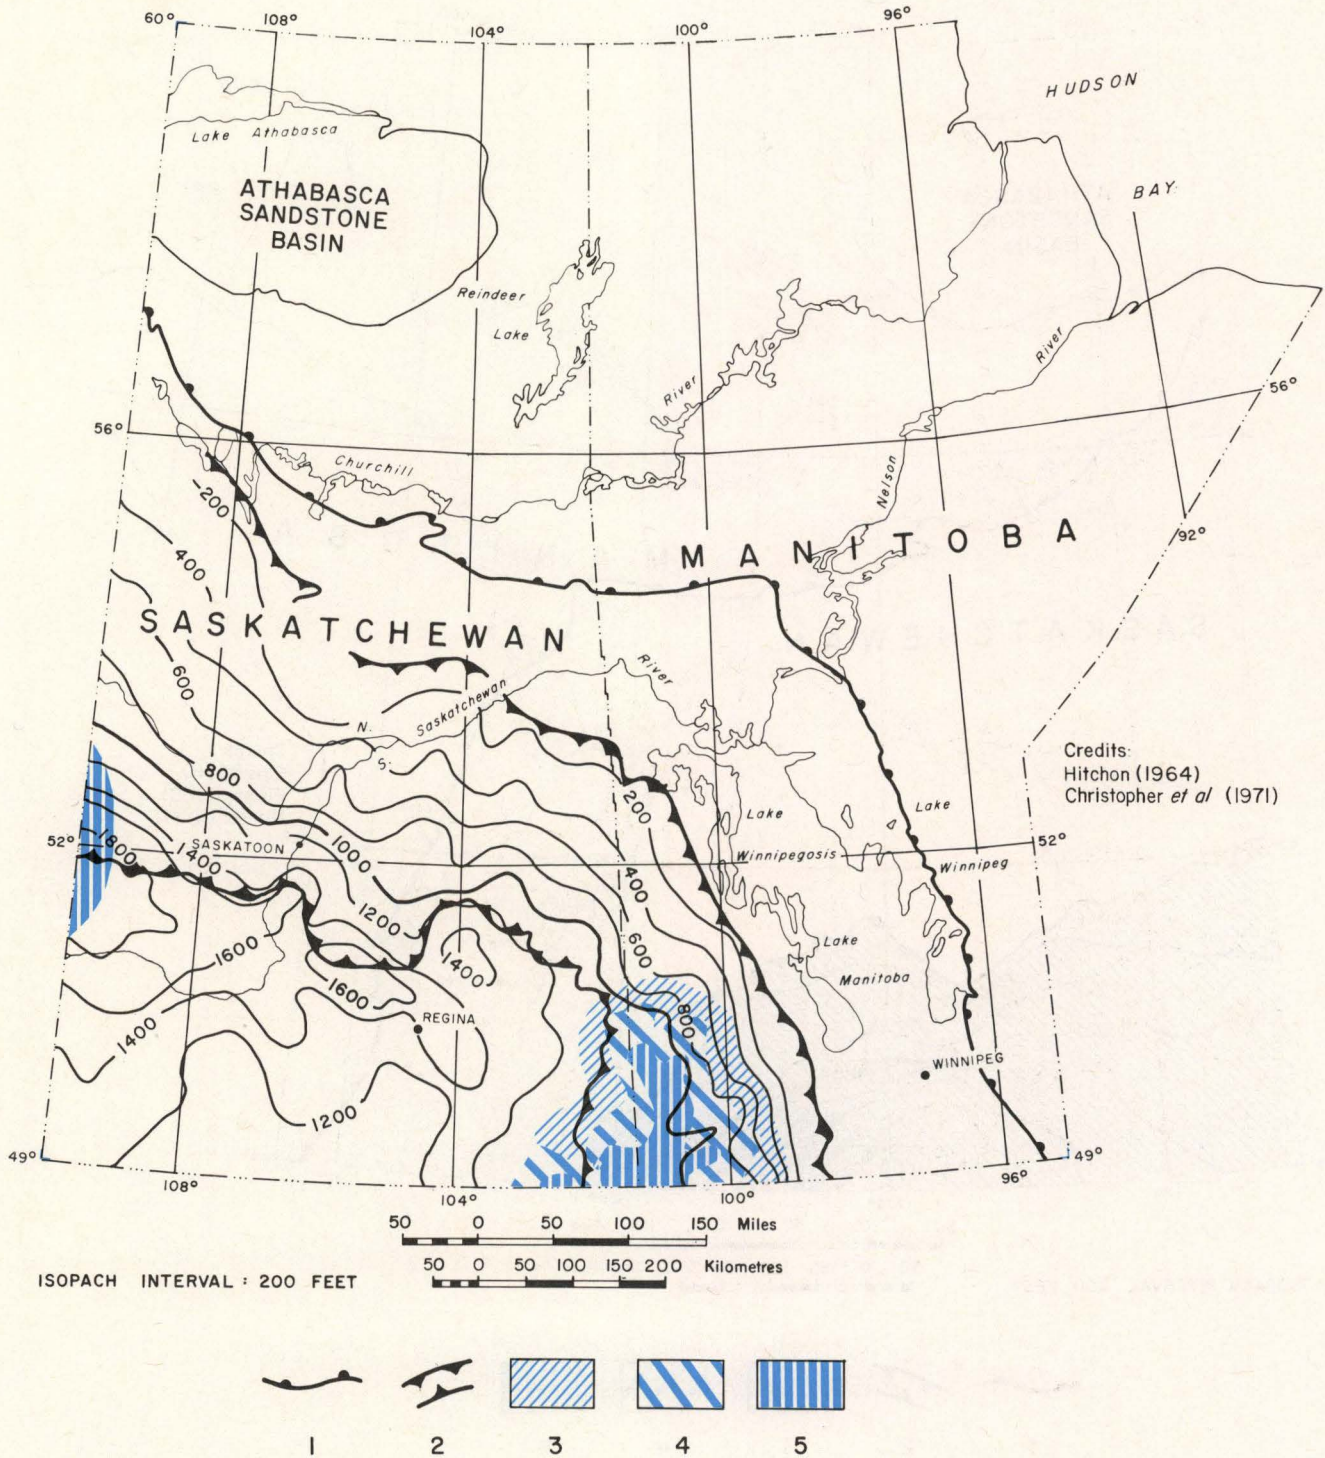 60°
108°
104°
100°
96°
HUDSON
BAY
Lake Athabasca
ATHABASCA
SANDSTONE
BASIN
Reindeer
Lake
River
River
56°
56°
Churchill
Nelson
-200
92°
MANITOBA
400
SASKATCHEWAN
600
River
N. Saskatchewan
S.
Credits:
Hitchon (1964)
Christopher et al (1971)
800
200
Lake
Lake
52°
1800
SASKATOON
1400
1000
Winnipegosis
Winnipeg
52°
400
1200
600
Lake
1600
1400
Manitoba
1600
800
REGINA
1400
WINNIPEG
1200
49°
49°
108°
104°
100°
96°
50 0 50 100 150 Miles
50 0 50 100 150 200 Kilometres
ISOPACH INTERVAL : 200 FEET
1 2 3 4 5